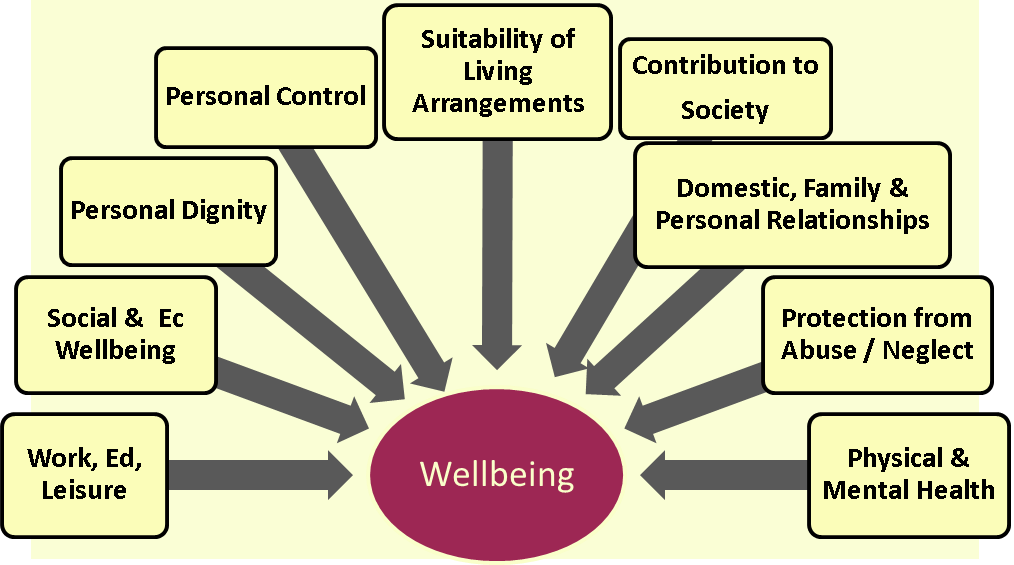 Suitability of
Living
Arrangements
Contribution to
Society
Personal Control
Domestic, Family &
Personal Relationships
Personal Dignity
Social &  Ec
Wellbeing
Protection from
Abuse / Neglect
Work, Ed,
Leisure
Physical &
Mental Health
Wellbeing